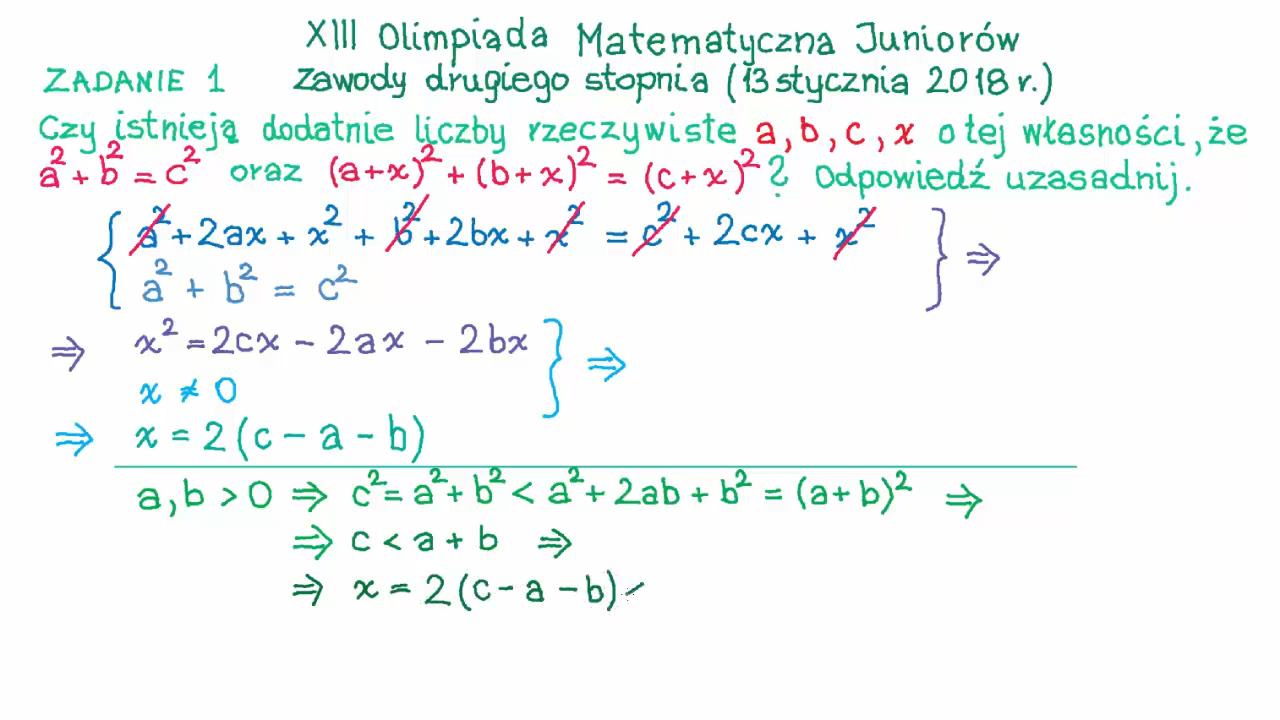 XIII Olimpiada Matematyczna Juniorów
ZADANIE 1 Zawody drugiego stopnia (13 stycznia 2018 r.)
Czy istnieją dodatnie liczby rzeczywiste a, b, c, x o tej własności, że
a² + b² = c² oraz (a+x)² + (b+x)² = (c+x)² ? Odpowiedź uzasadnij.
a² + 2ax + x² + b² + 2bx + x² = c² + 2cx + x² ⇒
a² + b² = c²
⇒ x² = 2cx − 2ax − 2bx ⇒
x ≠ 0
⇒ x = 2(c − a − b)
a, b > 0 ⇒ c² = a² + b² < a² + 2ab + b² = (a+b)² ⇒
⇒ c < a + b ⇒
⇒ x = 2(c − a − b)